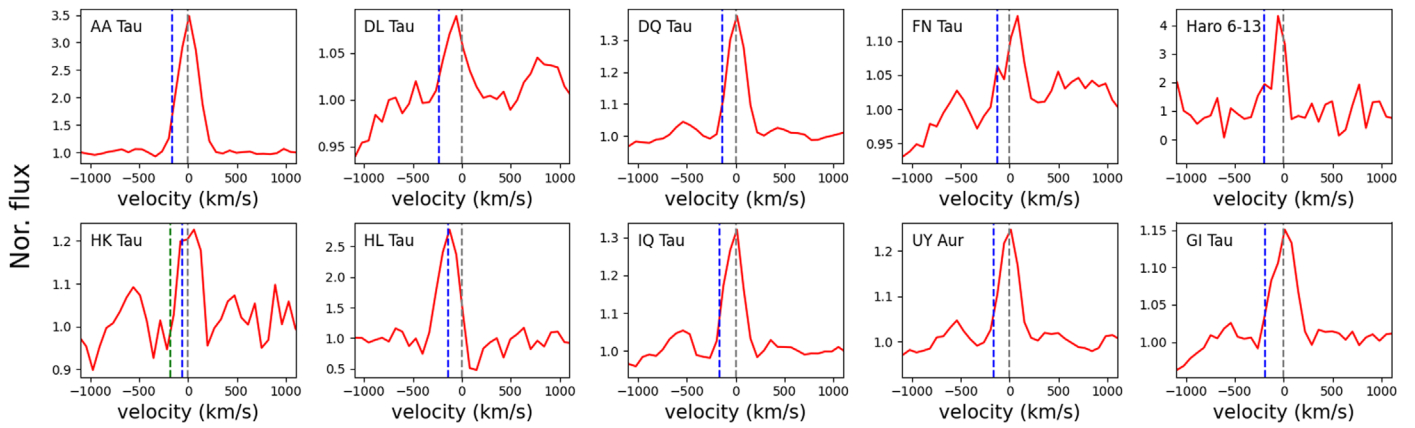 Nor. flux
AA Tau
3.5
3.0
2.5
2.0
1.5
1.0
−1000 −500 0 500 1000
velocity (km/s)
DL Tau
1.05
1.00
0.95
−1000 −500 0 500 1000
velocity (km/s)
DQ Tau
1.3
1.2
1.1
1.0
−1000 −500 0 500 1000
velocity (km/s)
FN Tau
1.10
1.05
1.00
0.95
−1000 −500 0 500 1000
velocity (km/s)
Haro 6-13
4
3
2
1
0
−1000 −500 0 500 1000
velocity (km/s)
HK Tau
1.2
1.1
1.0
0.9
−1000 −500 0 500 1000
velocity (km/s)
HL Tau
2.5
2.0
1.5
1.0
0.5
−1000 −500 0 500 1000
velocity (km/s)
IQ Tau
1.3
1.2
1.1
1.0
−1000 −500 0 500 1000
velocity (km/s)
UY Aur
1.2
1.1
1.0
−1000 −500 0 500 1000
velocity (km/s)
GI Tau
1.15
1.10
1.05
1.00
−1000 −500 0 500 1000
velocity (km/s)